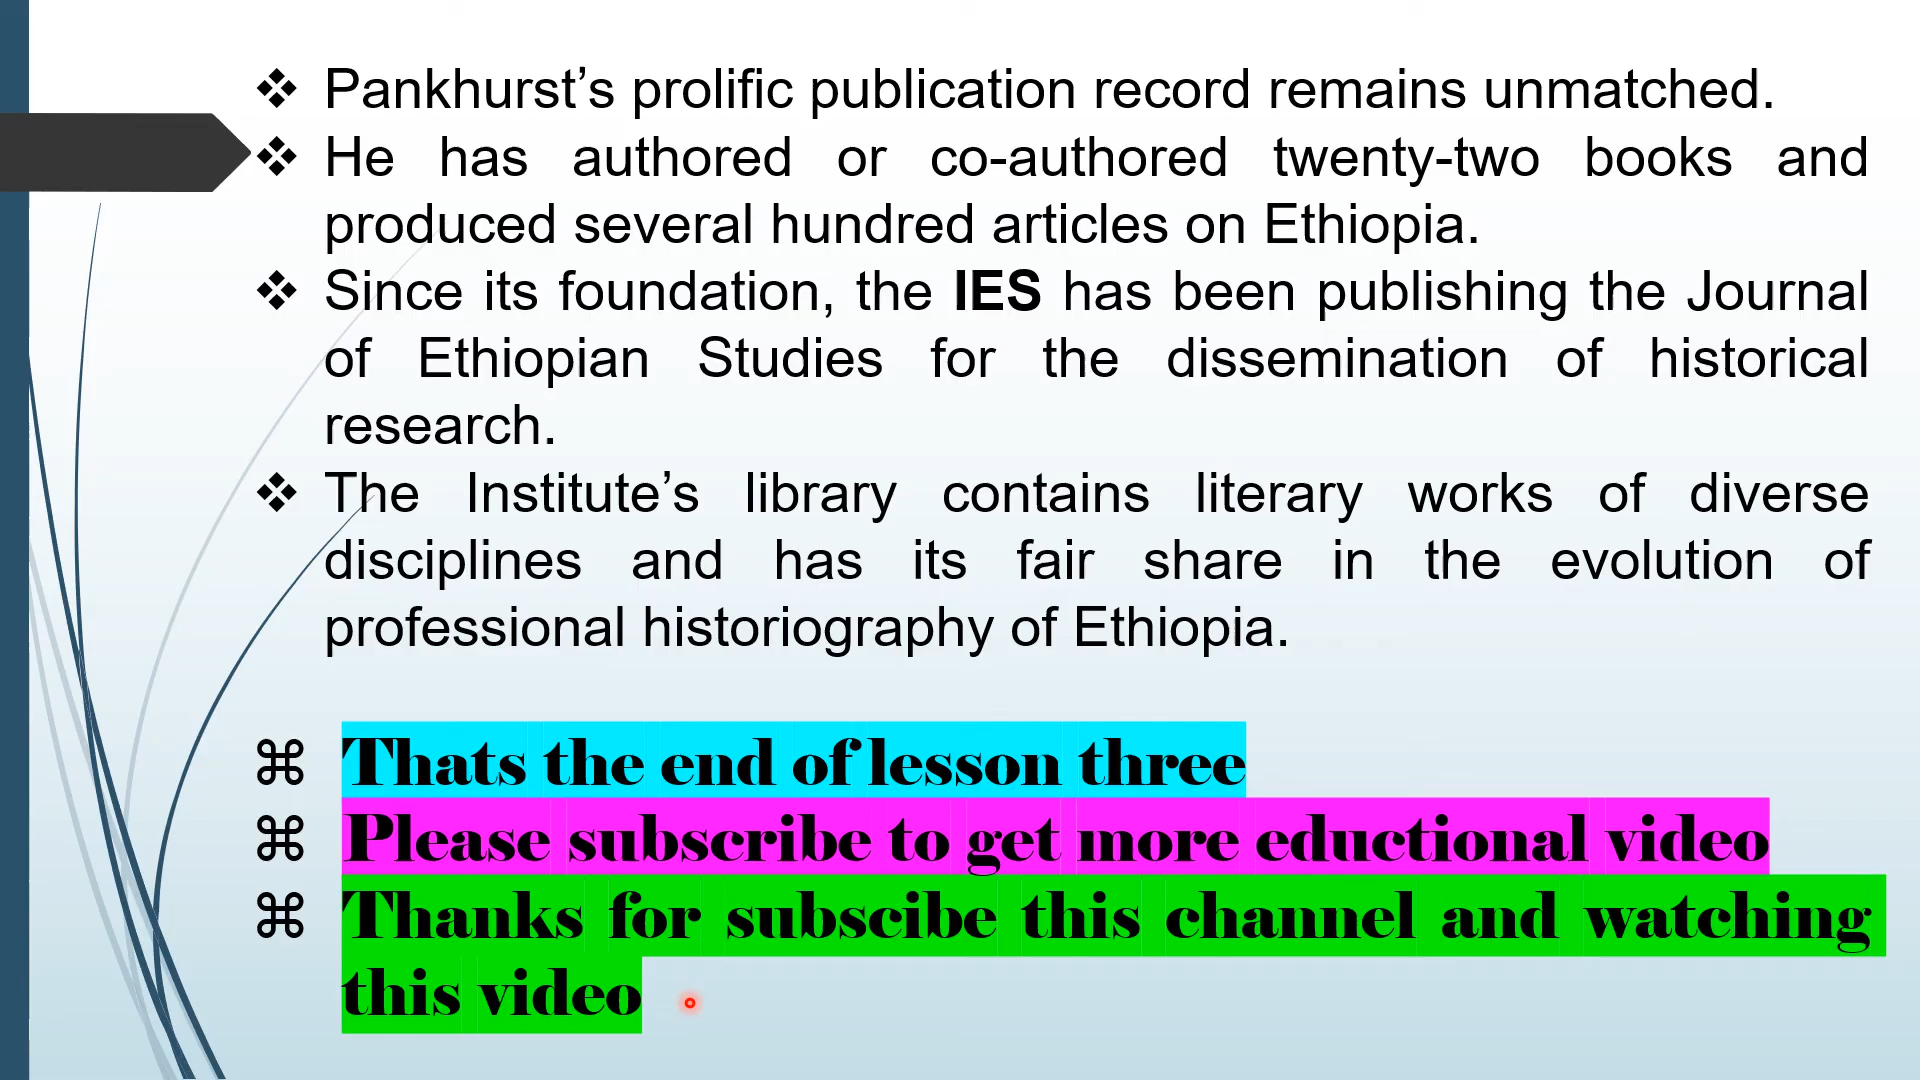 ❖ Pankhurst’s prolific publication record remains unmatched.
❖ He has authored or co-authored twenty-two books and
produced several hundred articles on Ethiopia.
❖ Since its foundation, the IES has been publishing the Journal
of Ethiopian Studies for the dissemination of historical
research.
❖ The Institute’s library contains literary works of diverse
disciplines and has its fair share in the evolution of
professional historiography of Ethiopia.
⌘ Thats the end of lesson three
⌘ Please subscribe to get more eductional video
⌘ Thanks for subscibe this channel and watching
this video